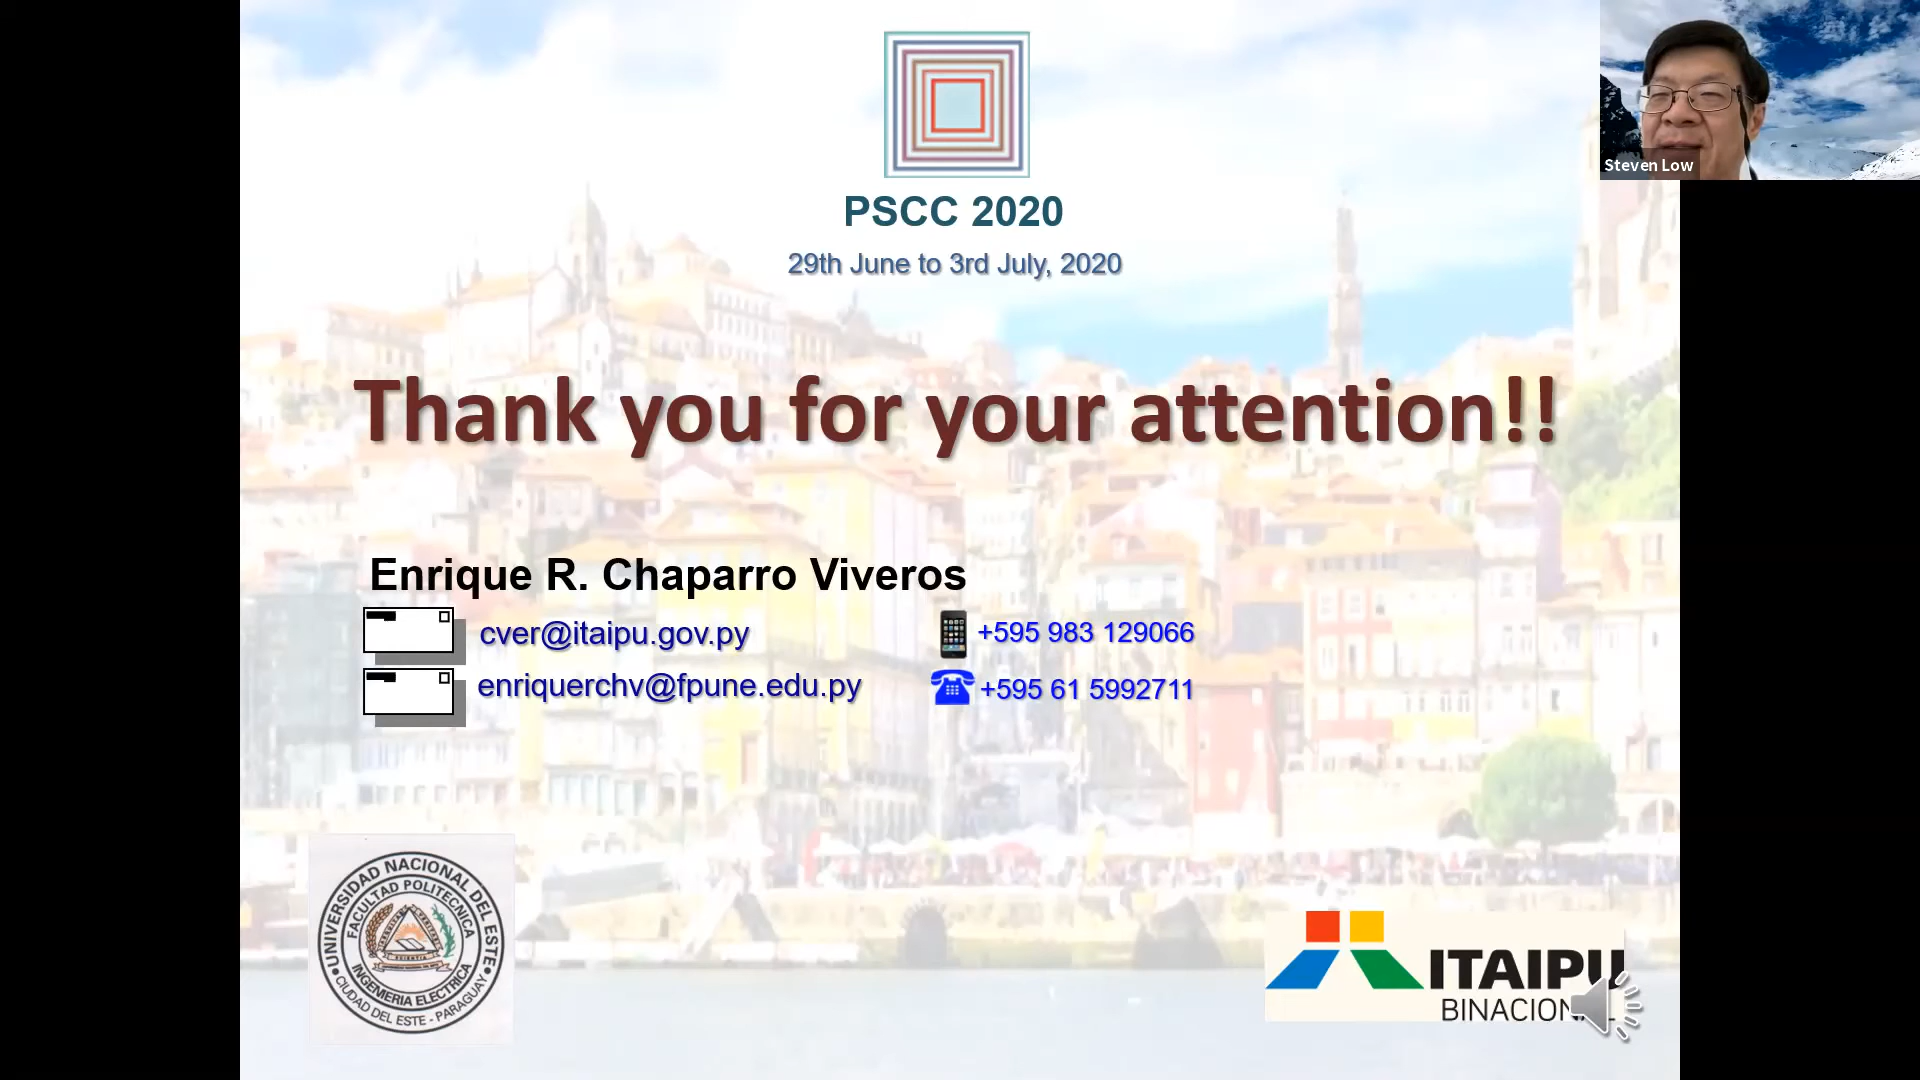 Steven Low
PSCC 2020
29th June to 3rd July, 2020
Thank you for your attention!!
Enrique R. Chaparro Viveros
cver@itaipu.gov.py
+595 983 129066
enriquerchv@fpune.edu.py
+595 61 5992711
UNIVERSIDAD NACIONAL DEL ESTE
FACULTAD POLITECNICA
INGENIERIA ELECTRICA
CIUDAD DEL ESTE - PARAGUAY
ITAIPU
BINACIONAL